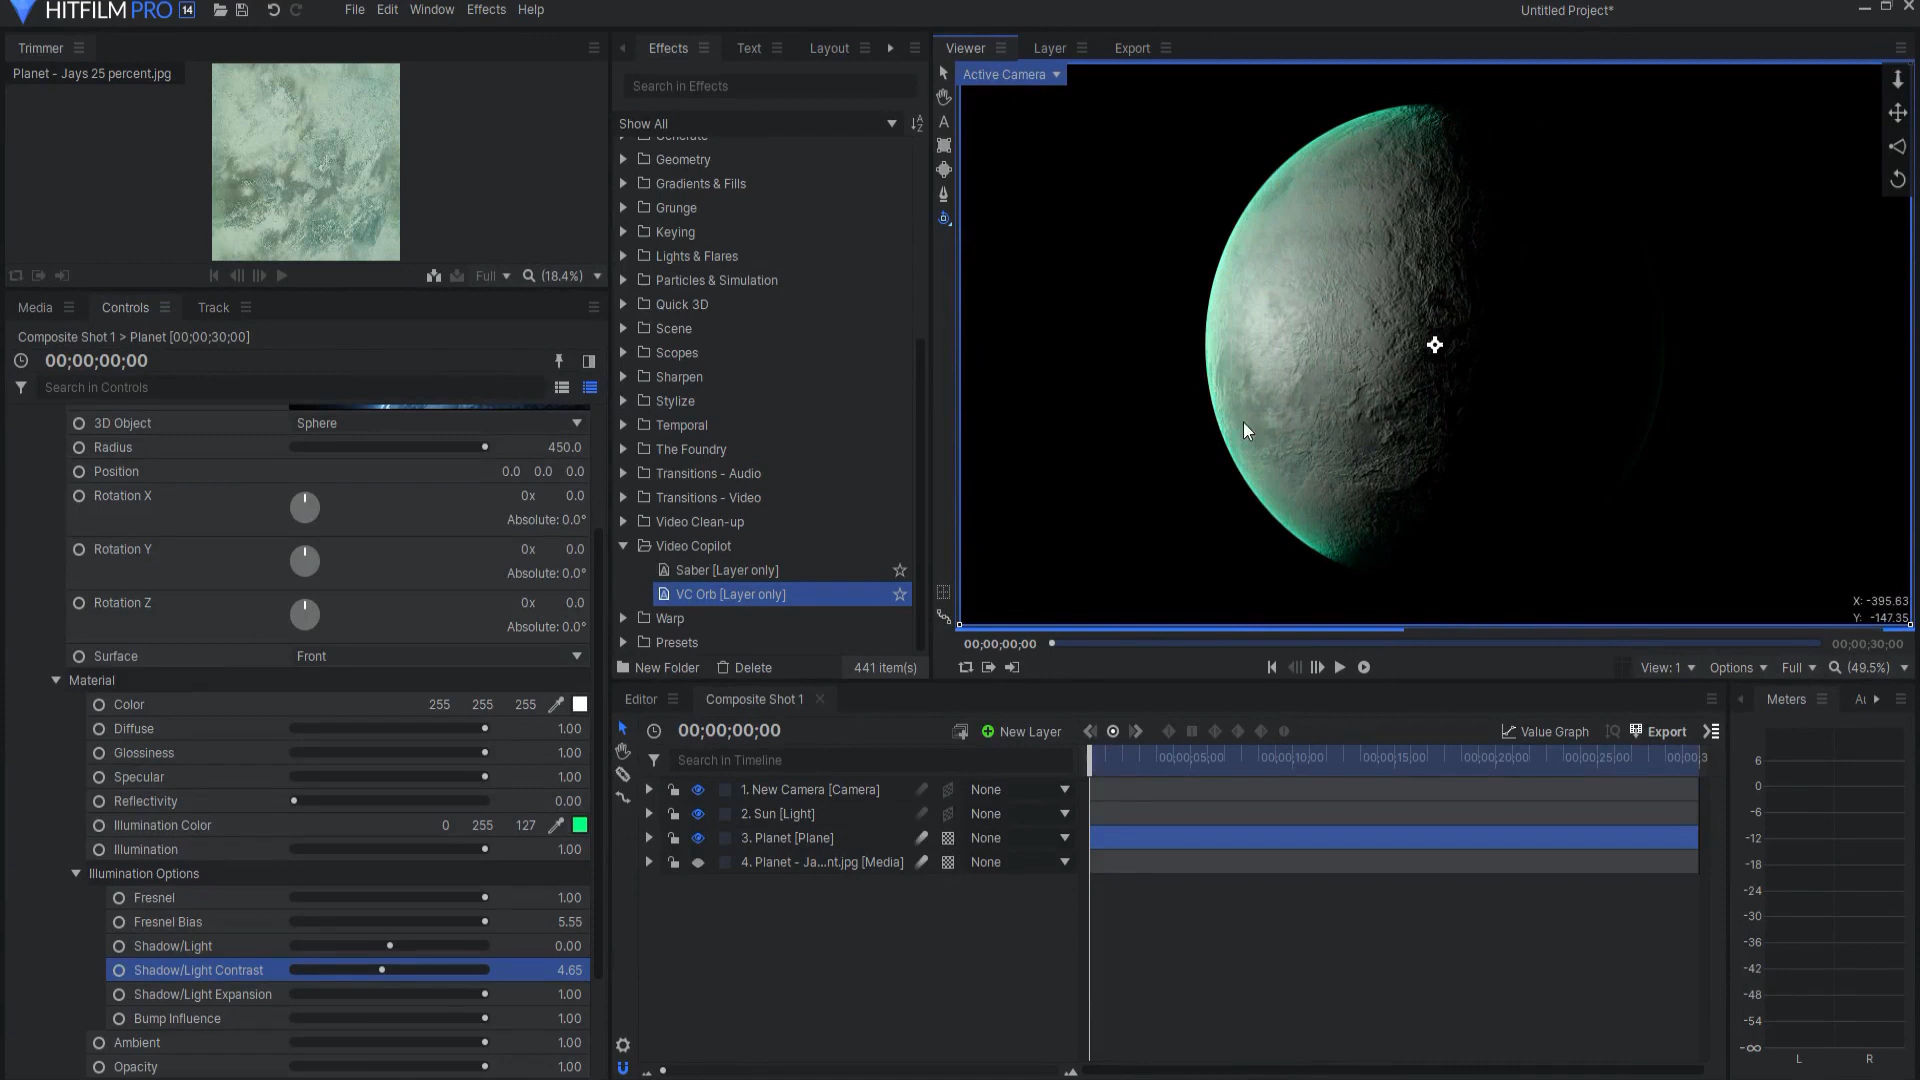 HITFILM PRO 14
File Edit Window Effects Help
Untitled Project*
Trimmer
Planet - Jays 25 percent.jpg
Full
(18.4%)
Media Controls Track
Composite Shot 1 > Planet [00;00;30;00]
00;00;00;00
Search in Controls
3D Object Sphere
Radius 450.0
Position 0.0 0.0 0.0
Rotation X 0x 0.0
Absolute: 0.0°
Rotation Y 0x 0.0
Absolute: 0.0°
Rotation Z 0x 0.0
Absolute: 0.0°
Surface Front
Material
Color 255 255 255
Diffuse 1.00
Glossiness 1.00
Specular 1.00
Reflectivity 0.00
Illumination Color 0 255 127
Illumination 1.00
Illumination Options
Fresnel 1.00
Fresnel Bias 5.55
Shadow/Light 0.00
Shadow/Light Contrast 4.65
Shadow/Light Expansion 1.00
Bump Influence 1.00
Ambient 1.00
Opacity 1.00
Effects Text Layout
Search in Effects
Show All
Generate
Geometry
Gradients & Fills
Grunge
Keying
Lights & Flares
Particles & Simulation
Quick 3D
Scene
Scopes
Sharpen
Stylize
Temporal
The Foundry
Transitions - Audio
Transitions - Video
Video Clean-up
Video Copilot
Saber [Layer only]
VC Orb [Layer only]
Warp
Presets
New Folder Delete 441 item(s)
Viewer Layer Export
Active Camera
A
X: -395.63
Y: -147.35
00;00;00;00
00;00;30;00
View: 1 Options Full (49.5%)
Editor Composite Shot 1
00;00;00;00 New Layer Value Graph Export
Search in Timeline
00;00;05;00 00;00;10;00 00;00;15;00 00;00;20;00 00;00;25;00 00;00;3
1. New Camera [Camera] None
2. Sun [Light] None
3. Planet [Plane] None
4. Planet - Ja...nt.jpg [Media] None
Meters
6
0
-6
-12
-18
-24
-30
-36
-42
-48
-54
-∞
L R